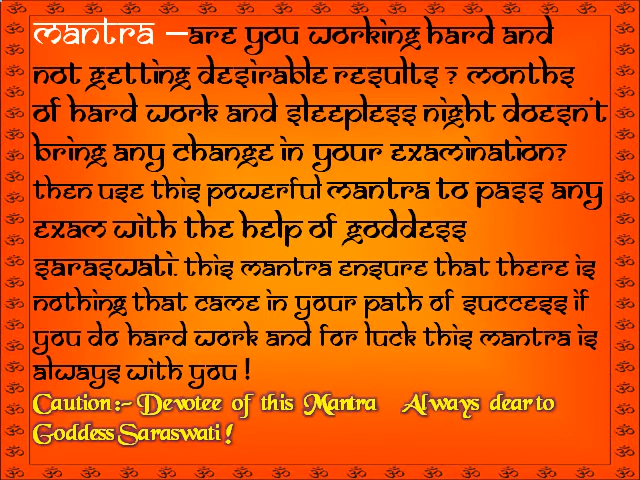 Mantra –Are you working hard and
not getting desirable results ? Months
of hard work and sleepless night doesn't
bring any change in your examination?
Then use this powerful mantra to pass any
exam with the help of Goddess
Saraswati. This mantra ensure that there is
nothing that came in your path of success if
you do hard work and for luck this mantra is
always with you !
Caution :- Devotee of this Mantra Always dear to
Goddess Saraswati !